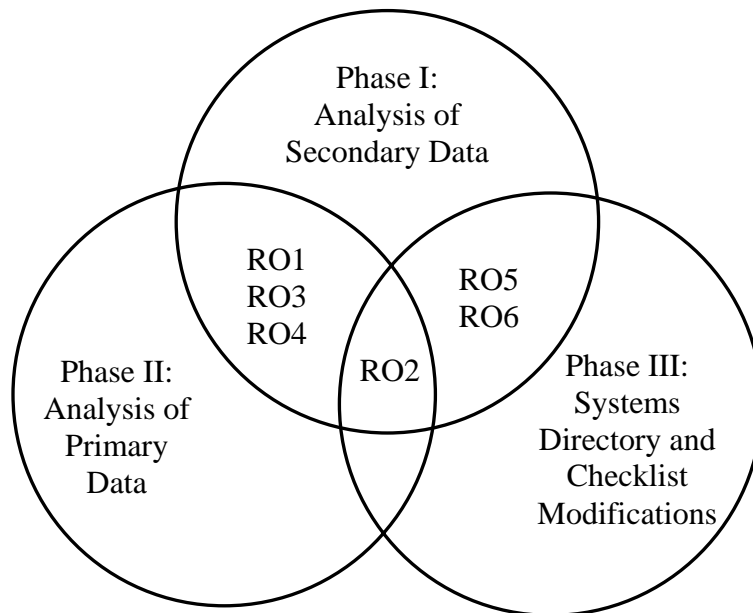 Phase I:
Analysis of
Secondary Data
RO1
RO3
RO4
RO5
RO6
RO2
Phase II:
Analysis of
Primary
Data
Phase III:
Systems
Directory and
Checklist
Modifications